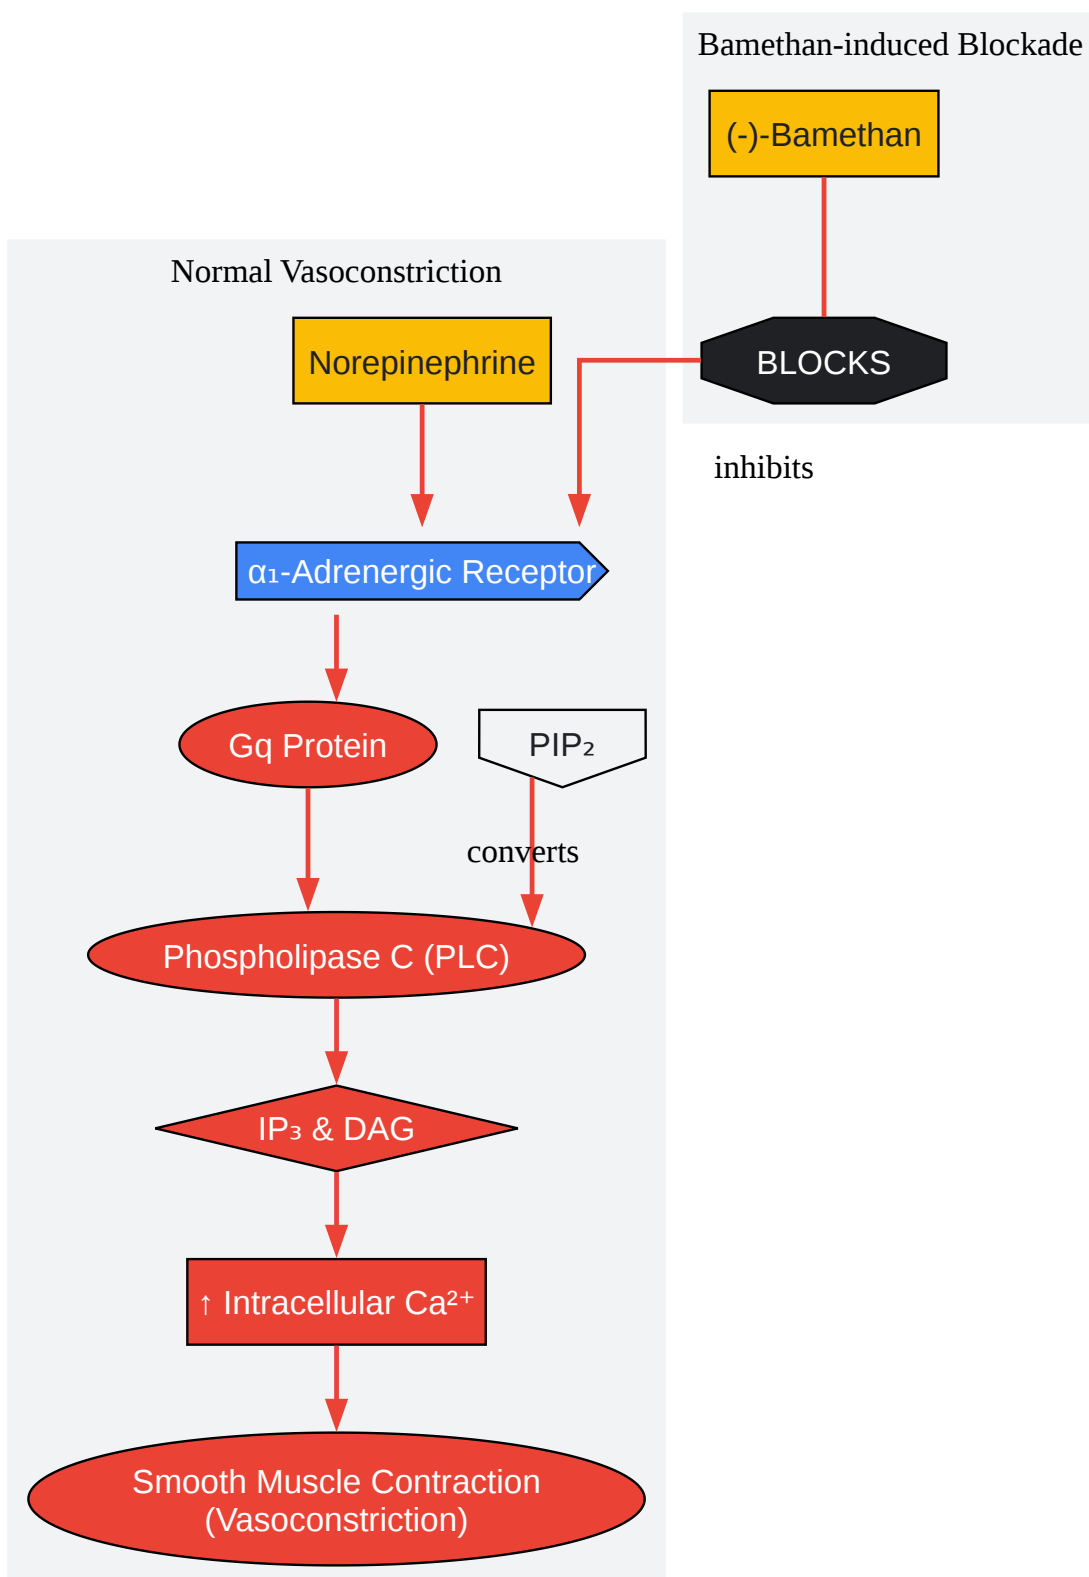 Bamethan-induced Blockade
(-)-Bamethan
Normal Vasoconstriction
Norepinephrine
BLOCKS
inhibits
α₁-Adrenergic Receptor
Gq Protein
PIP₂
converts
Phospholipase C (PLC)
IP₃ & DAG
↑ Intracellular Ca²⁺
Smooth Muscle Contraction
(Vasoconstriction)